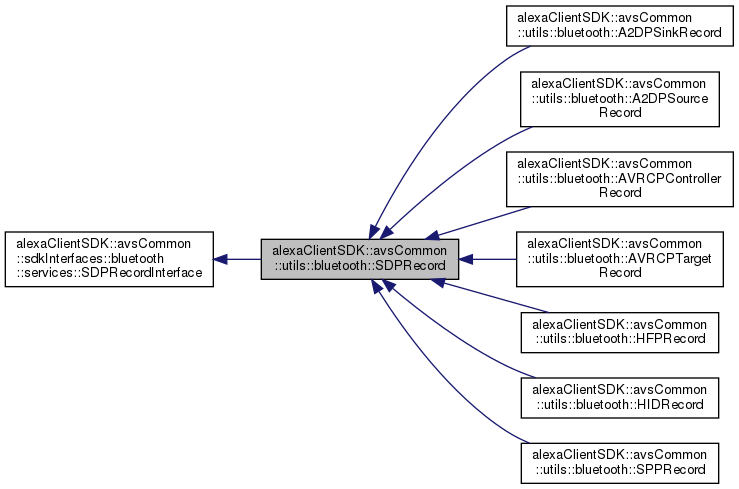 alexaClientSDK::avsCommon
::sdkInterfaces::bluetooth
::services::SDPRecordInterface
alexaClientSDK::avsCommon
::utils::bluetooth::SDPRecord
alexaClientSDK::avsCommon
::utils::bluetooth::A2DPSinkRecord
alexaClientSDK::avsCommon
::utils::bluetooth::A2DPSource
Record
alexaClientSDK::avsCommon
::utils::bluetooth::AVRCPController
Record
alexaClientSDK::avsCommon
::utils::bluetooth::AVRCPTarget
Record
alexaClientSDK::avsCommon
::utils::bluetooth::HFPRecord
alexaClientSDK::avsCommon
::utils::bluetooth::HIDRecord
alexaClientSDK::avsCommon
::utils::bluetooth::SPPRecord